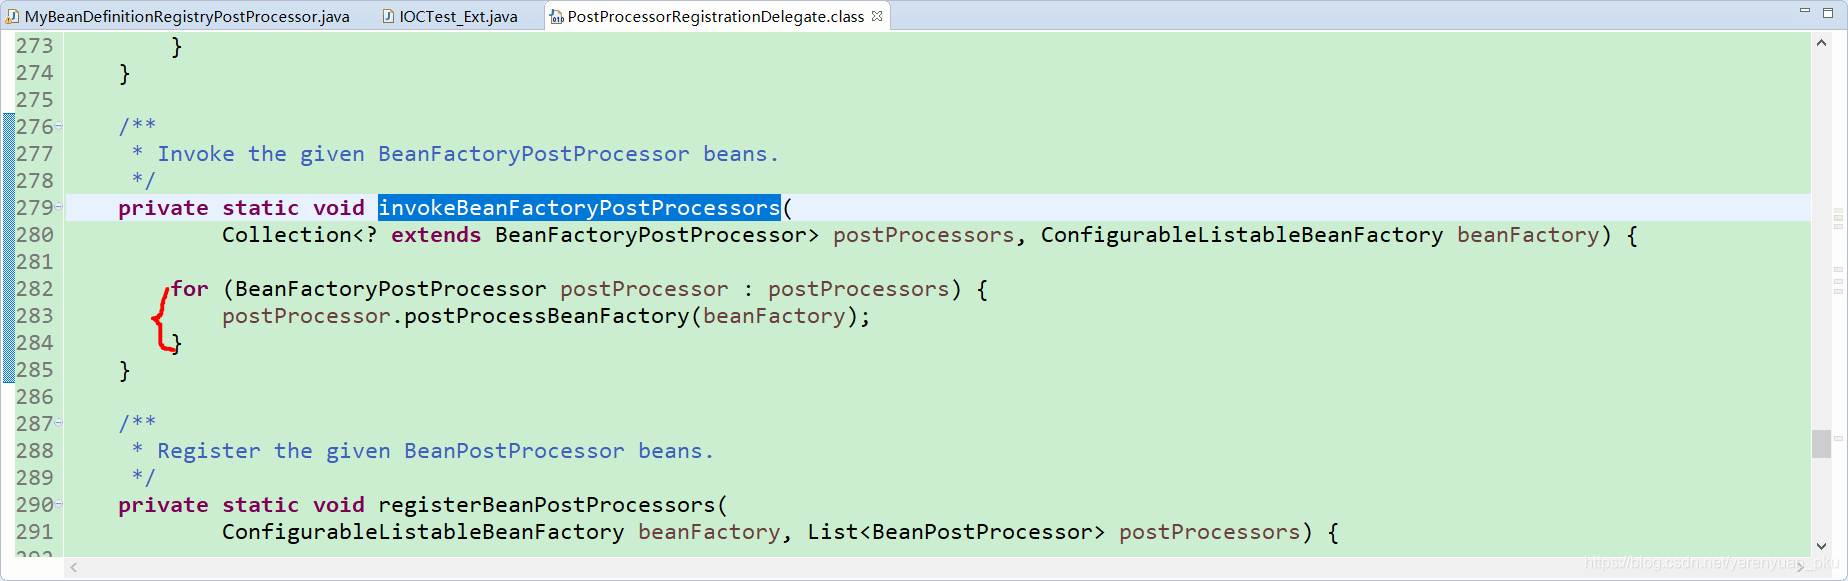 MyBeanDefinitionRegistryPostProcessor.java IOCTest_Ext.java PostProcessorRegistrationDelegate.class
273 }
274 }
275
276 /**
277 * Invoke the given BeanFactoryPostProcessor beans.
278 */
279 private static void invokeBeanFactoryPostProcessors(
280 Collection<? extends BeanFactoryPostProcessor> postProcessors, ConfigurableListableBeanFactory beanFactory) {
281
282 for (BeanFactoryPostProcessor postProcessor : postProcessors) {
283 postProcessor.postProcessBeanFactory(beanFactory);
284 }
285 }
286
287 /**
288 * Register the given BeanPostProcessor beans.
289 */
290 private static void registerBeanPostProcessors(
291 ConfigurableListableBeanFactory beanFactory, List<BeanPostProcessor> postProcessors) {
292
https://blog.csdn.net/yerenyuan_pku